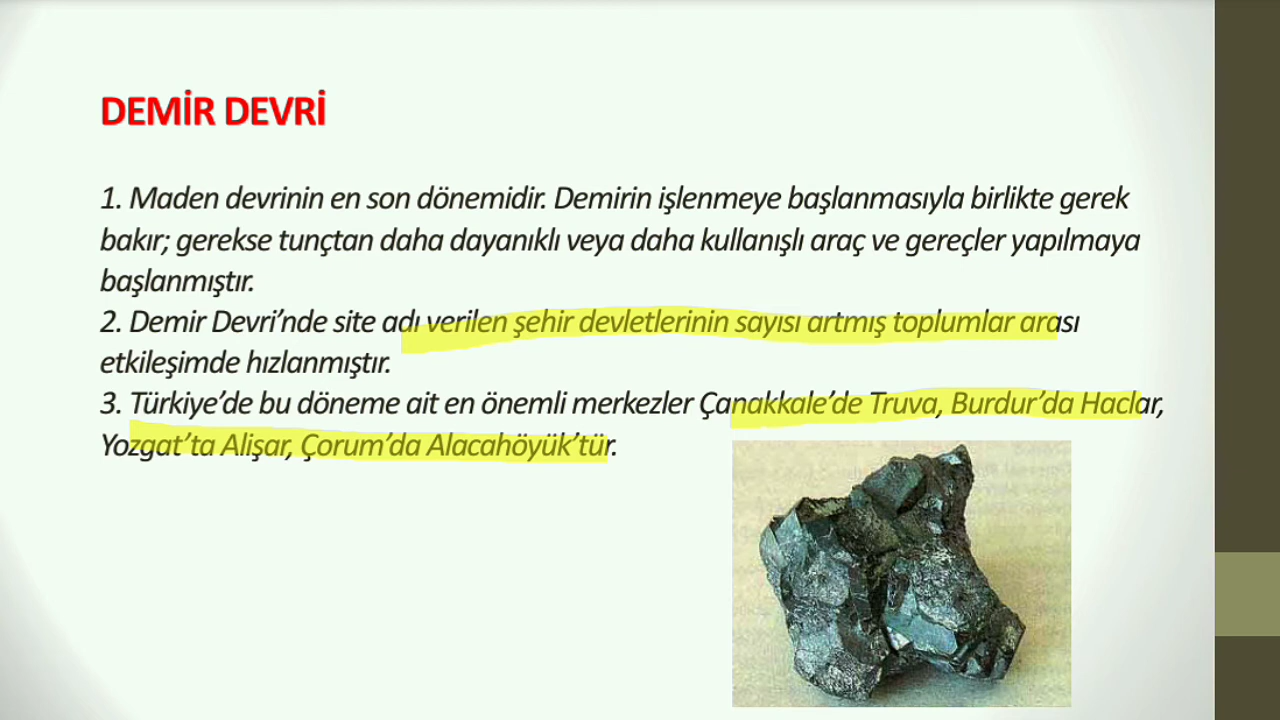 DEMİR DEVRİ
1. Maden devrinin en son dönemidir. Demirin işlenmeye başlanmasıyla birlikte gerek
bakır; gerekse tunçtan daha dayanıklı veya daha kullanışlı araç ve gereçler yapılmaya
başlanmıştır.
2. Demir Devri’nde site adı verilen şehir devletlerinin sayısı artmış toplumlar arası
etkileşimde hızlanmıştır.
3. Türkiye’de bu döneme ait en önemli merkezler Çanakkale’de Truva, Burdur’da Haclar,
Yozgat’ta Alişar, Çorum’da Alacahöyük’tür.